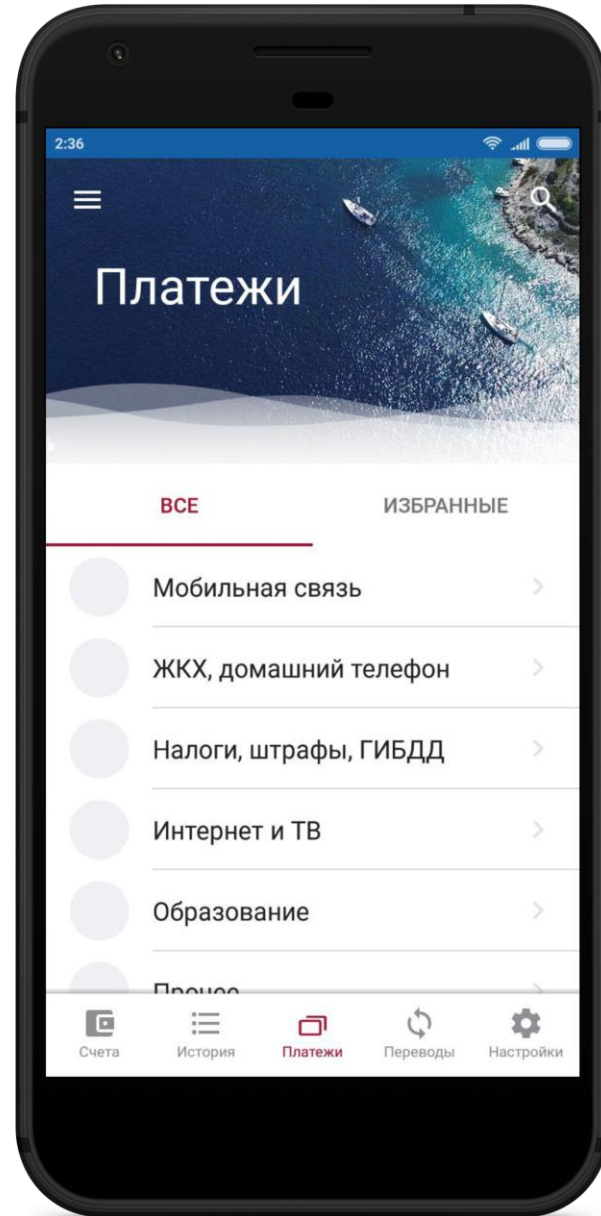 2:36
Платежи
ВСЕ
ИЗБРАННЫЕ
Мобильная связь
ЖКХ, домашний телефон
Налоги, штрафы, ГИБДД
Интернет и ТВ
Образование
Прочее
Счета
История
Платежи
Переводы
Настройки